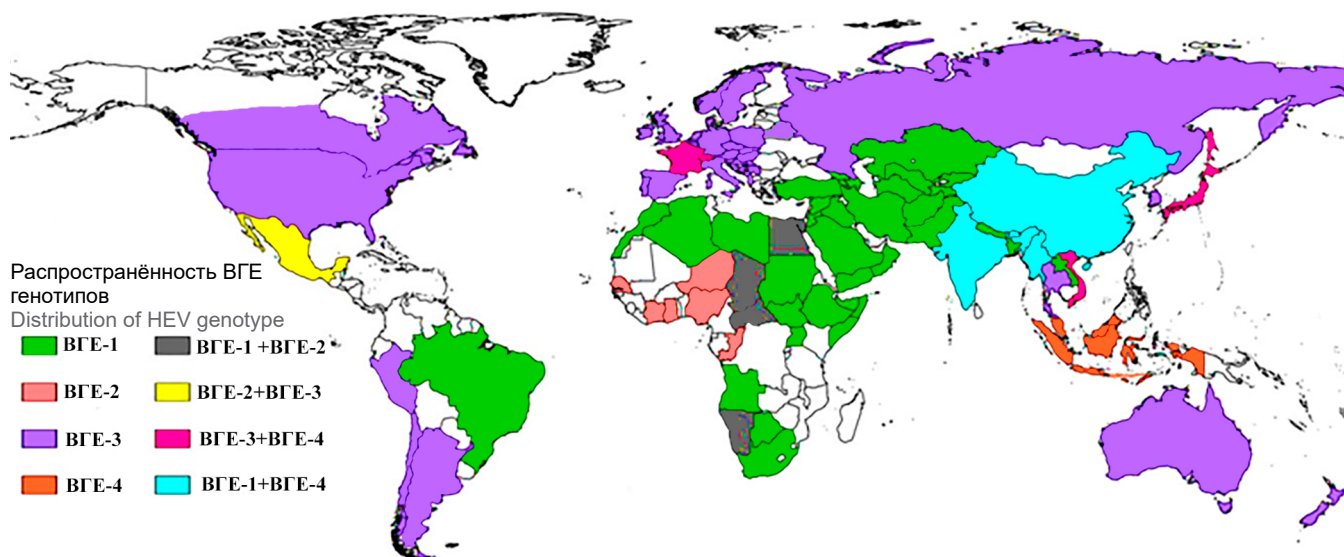 Распространённость ВГЕ
генотипов
Distribution of HEV genotype
ВГЕ-1
ВГЕ-1 +ВГЕ-2
ВГЕ-2
ВГЕ-2+ВГЕ-3
ВГЕ-3
ВГЕ-3+ВГЕ-4
ВГЕ-4
ВГЕ-1+ВГЕ-4